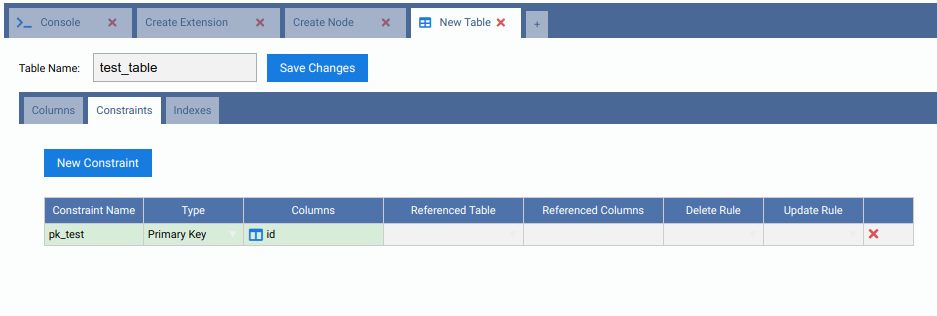 Console Create Extension Create Node New Table +
Table Name: test_table Save Changes
Columns Constraints Indexes
New Constraint
Constraint Name Type Columns Referenced Table Referenced Columns Delete Rule Update Rule
pk_test Primary Key id